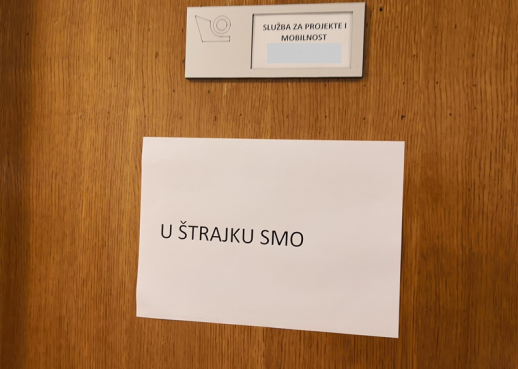 SLUŽBA ZA PROJEKTE I
MOBILNOST
U ŠTRAJKU SMO